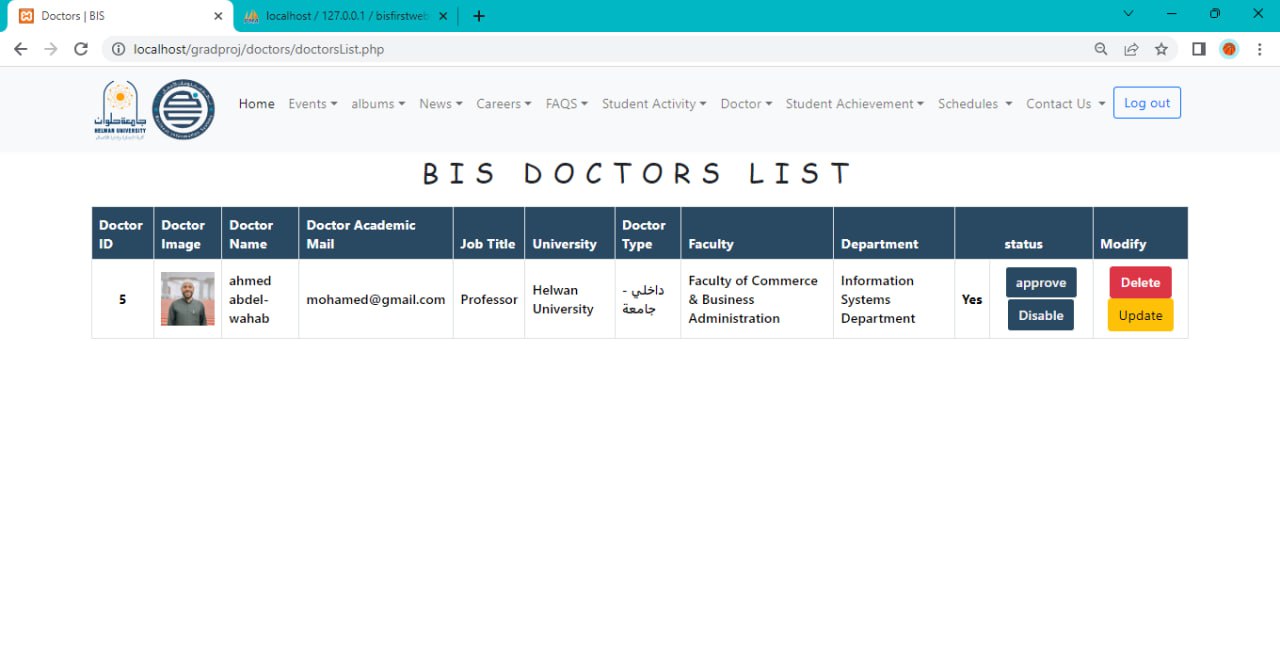 Doctors | BIS
localhost / 127.0.0.1 / bisfirstweb
localhost/gradproj/doctors/doctorsList.php
جامعة حلوان
HELWAN UNIVERSITY
Home Events albums News Careers FAQS Student Activity Doctor Student Achievement Schedules Contact Us Log out
BIS DOCTORS LIST
Doctor ID
Doctor Image
Doctor Name
Doctor Academic Mail
Job Title
University
Doctor Type
Faculty
Department
status
Modify
5
ahmed
abdel-
wahab
mohamed@gmail.com
Professor
Helwan
University
داخلي -
جامعة
Faculty of Commerce
& Business
Administration
Information
Systems
Department
Yes
approve
Disable
Delete
Update